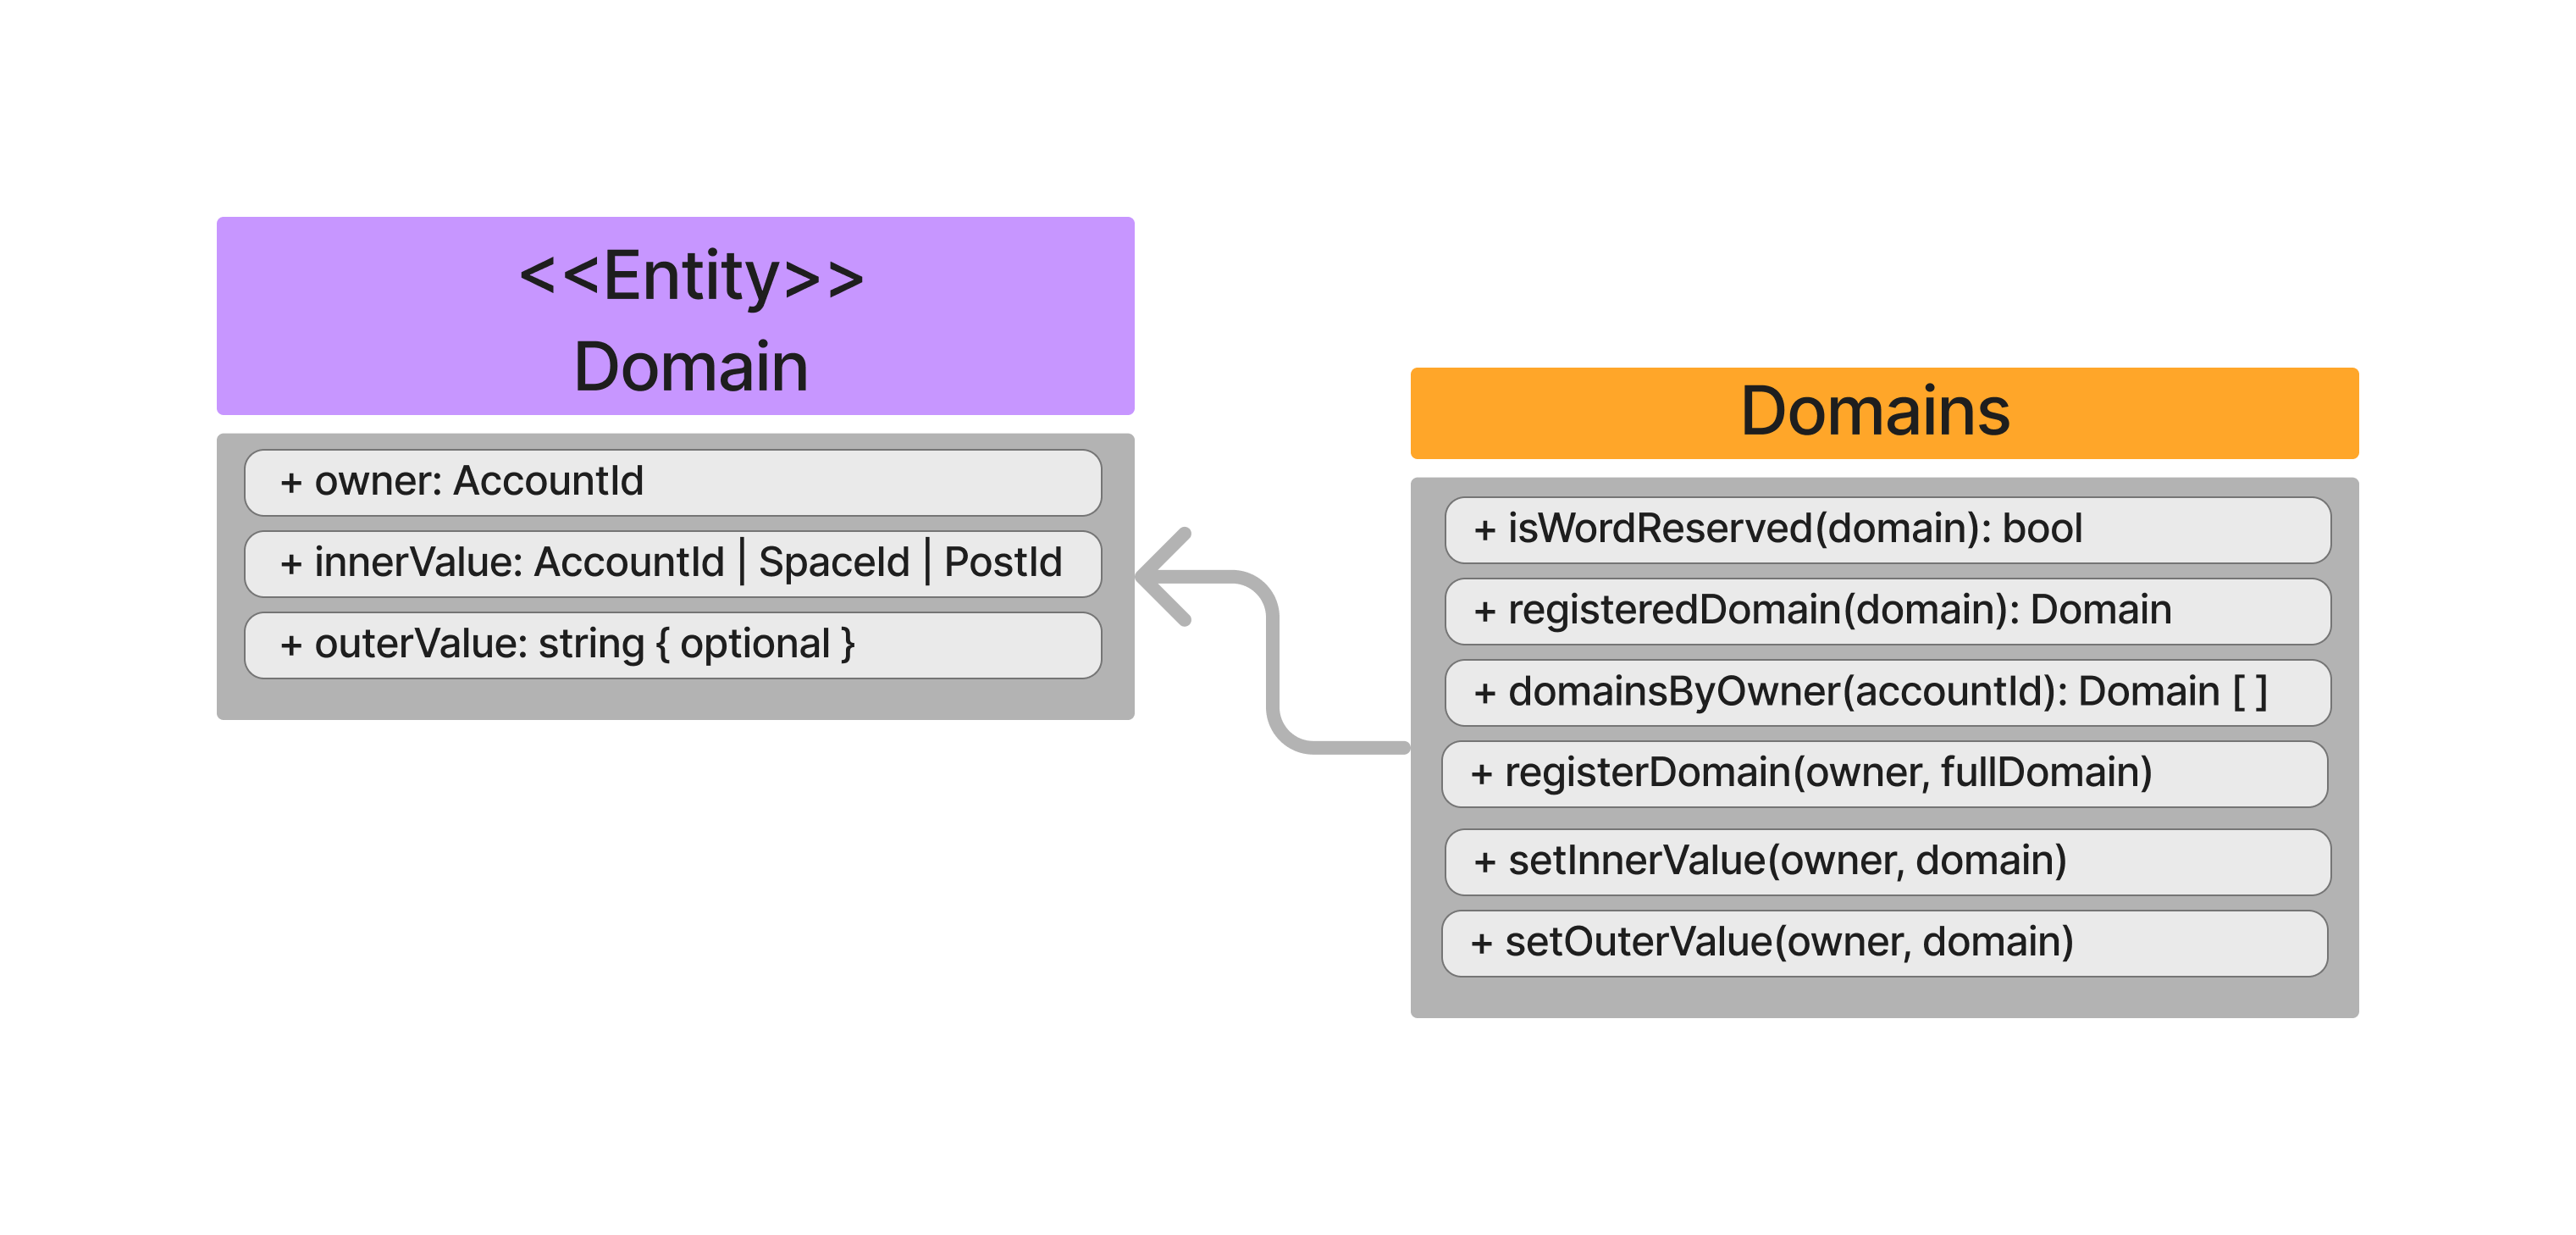 <<Entity>>
Domain
+ owner: AccountId
+ innerValue: AccountId | SpaceId | PostId
+ outerValue: string { optional }
Domains
+ isWordReserved(domain): bool
+ registeredDomain(domain): Domain
+ domainsByOwner(accountId): Domain [ ]
+ registerDomain(owner, fullDomain)
+ setInnerValue(owner, domain)
+ setOuterValue(owner, domain)